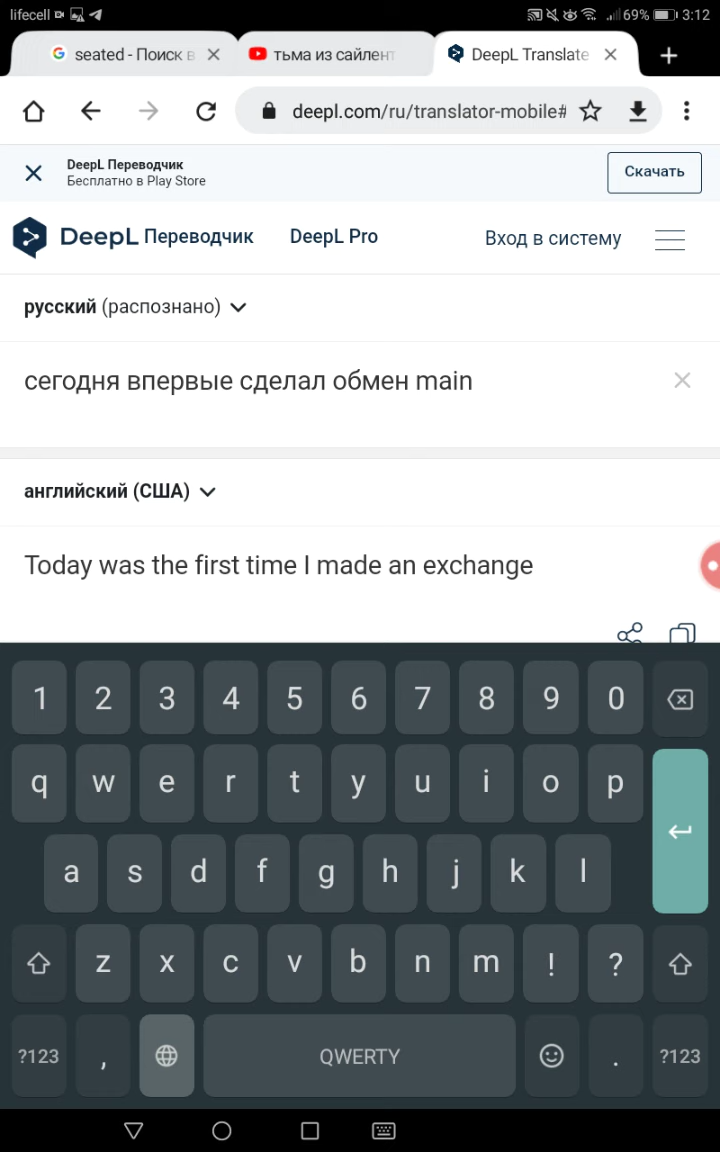 lifecell 69% 3:12
seated - Поиск в
тьма из сайлент
DeepL Translate
deepl.com/ru/translator-mobile#
DeepL Переводчик
Бесплатно в Play Store
Скачать
DeepL Переводчик DeepL Pro Вход в систему
русский (распознано)
сегодня впервые сделал обмен main
английский (США)
Today was the first time I made an exchange
1 2 3 4 5 6 7 8 9 0
q w e r t y u i o p
a s d f g h j k l
z x c v b n m ! ?
?123 , QWERTY . ?123